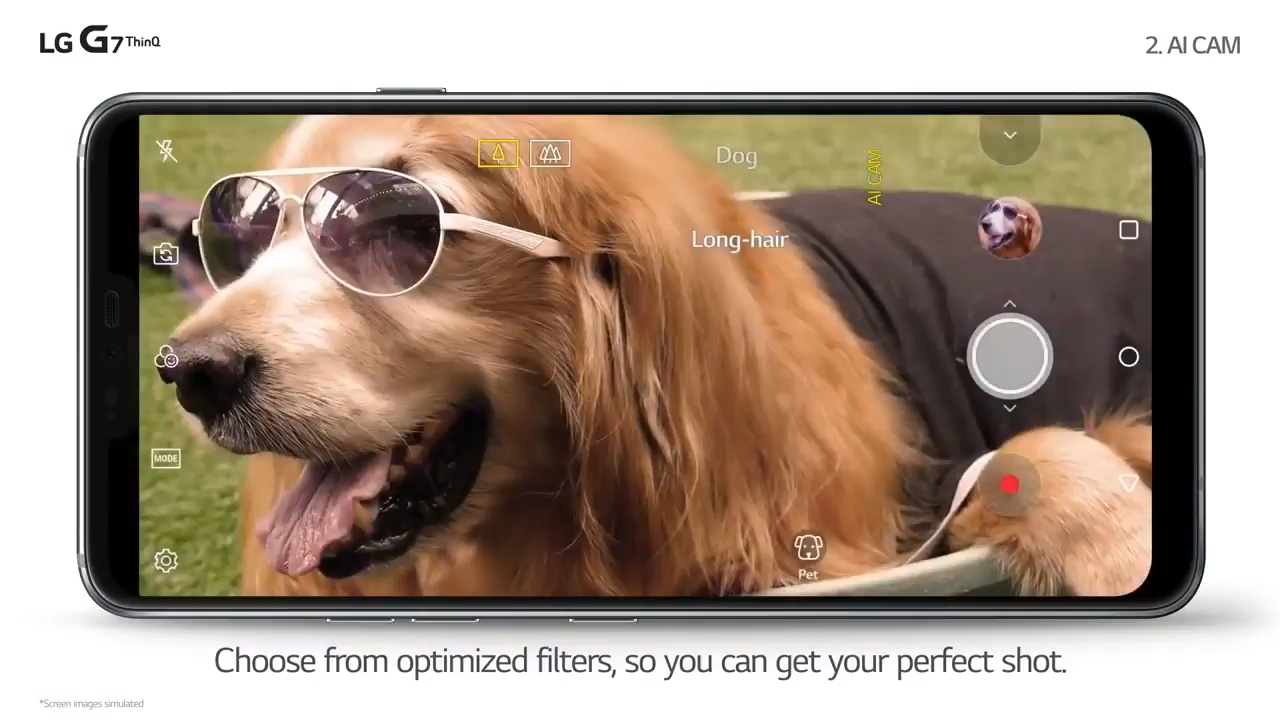 LG G7 ThinQ
2. AI CAM
Dog
AI CAM
Long-hair
MODE
Pet
Choose from optimized filters, so you can get your perfect shot.
*Screen images simulated